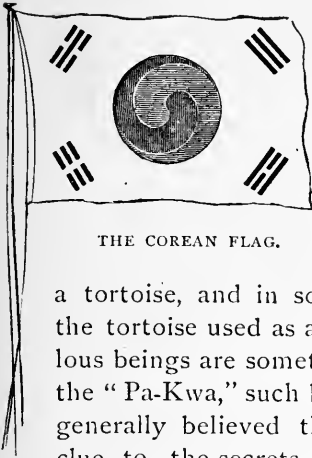 THE COREAN FLAG.
a tortoise, and in so
the tortoise used as a
lous beings are somet
the “ Pa-Kwa,” such b
generally believed th
clue to the secrets